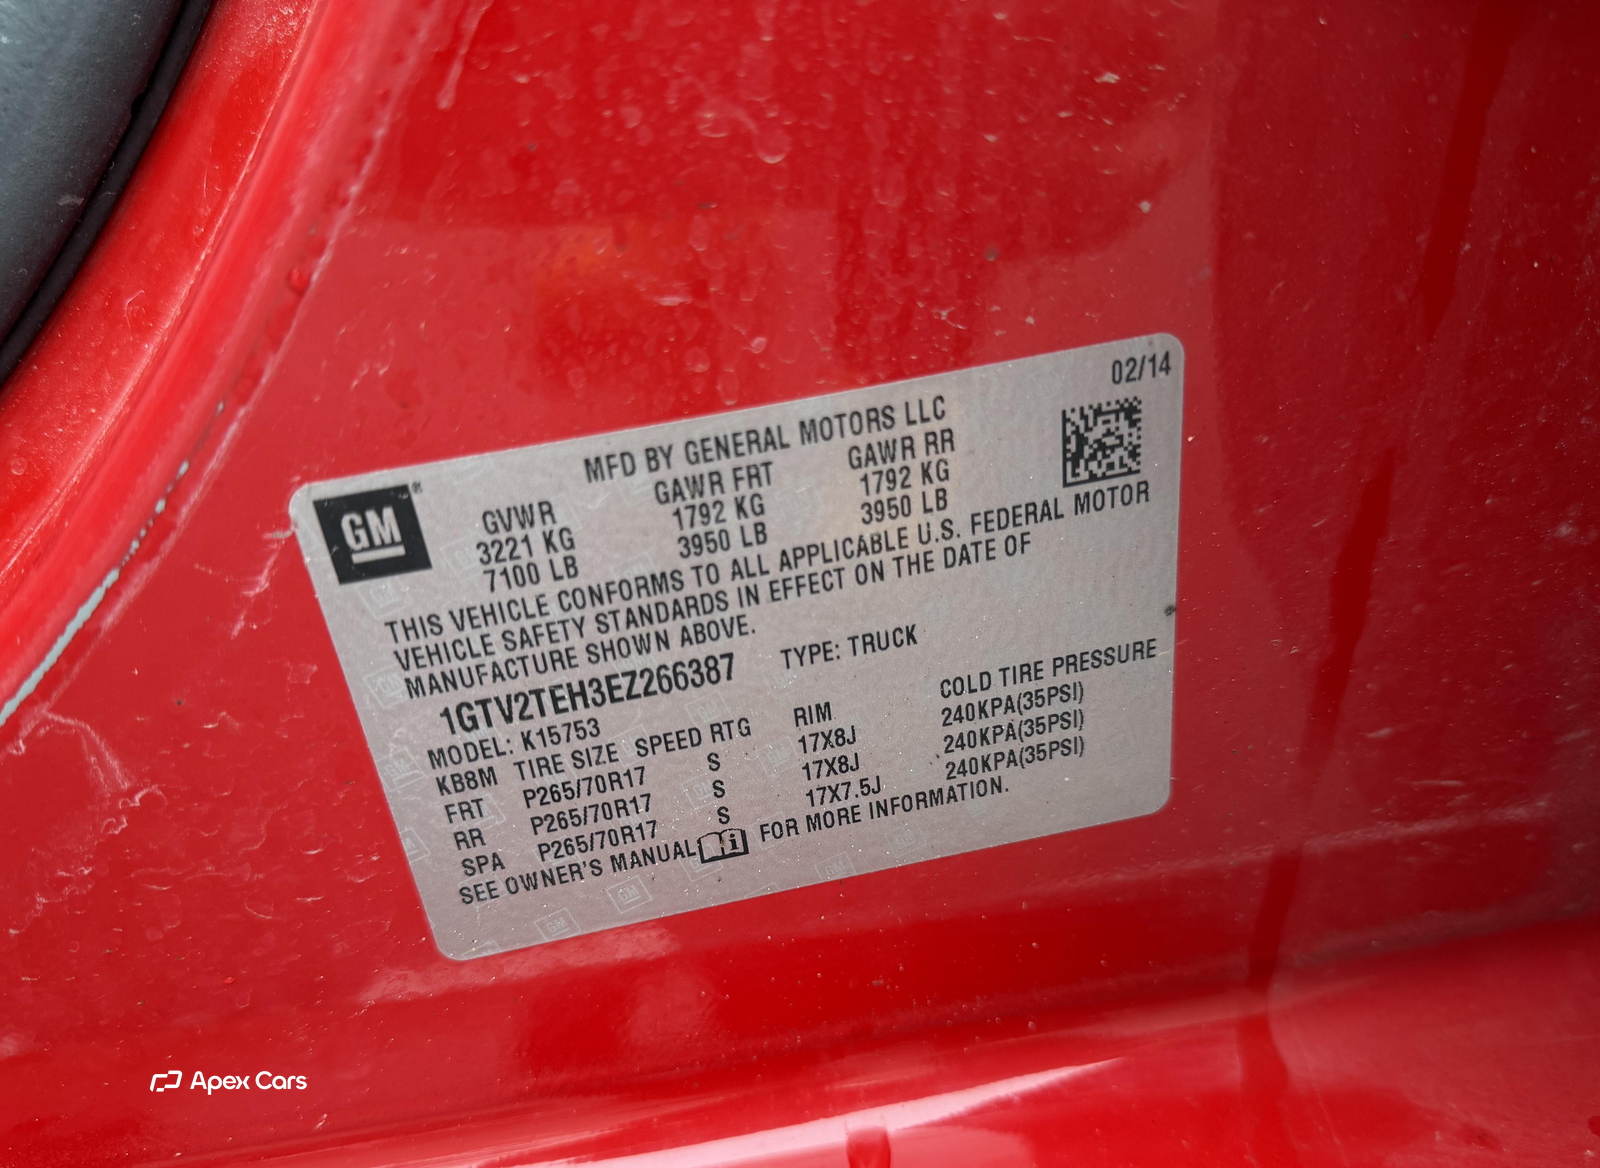 02/14
MFD BY GENERAL MOTORS LLC
GM®
GVWR GAWR FRT GAWR RR
3221 KG 1792 KG 1792 KG
7100 LB 3950 LB 3950 LB
THIS VEHICLE CONFORMS TO ALL APPLICABLE U.S. FEDERAL MOTOR
VEHICLE SAFETY STANDARDS IN EFFECT ON THE DATE OF
MANUFACTURE SHOWN ABOVE.
1GTV2TEH3EZ266387 TYPE: TRUCK
MODEL: K15753
KB8M TIRE SIZE SPEED RTG RIM COLD TIRE PRESSURE
FRT P265/70R17 S 17X8J 240KPA(35PSI)
RR P265/70R17 S 17X8J 240KPA(35PSI)
SPA P265/70R17 S 17X7.5J 240KPA(35PSI)
SEE OWNER'S MANUAL i FOR MORE INFORMATION.
Apex Cars